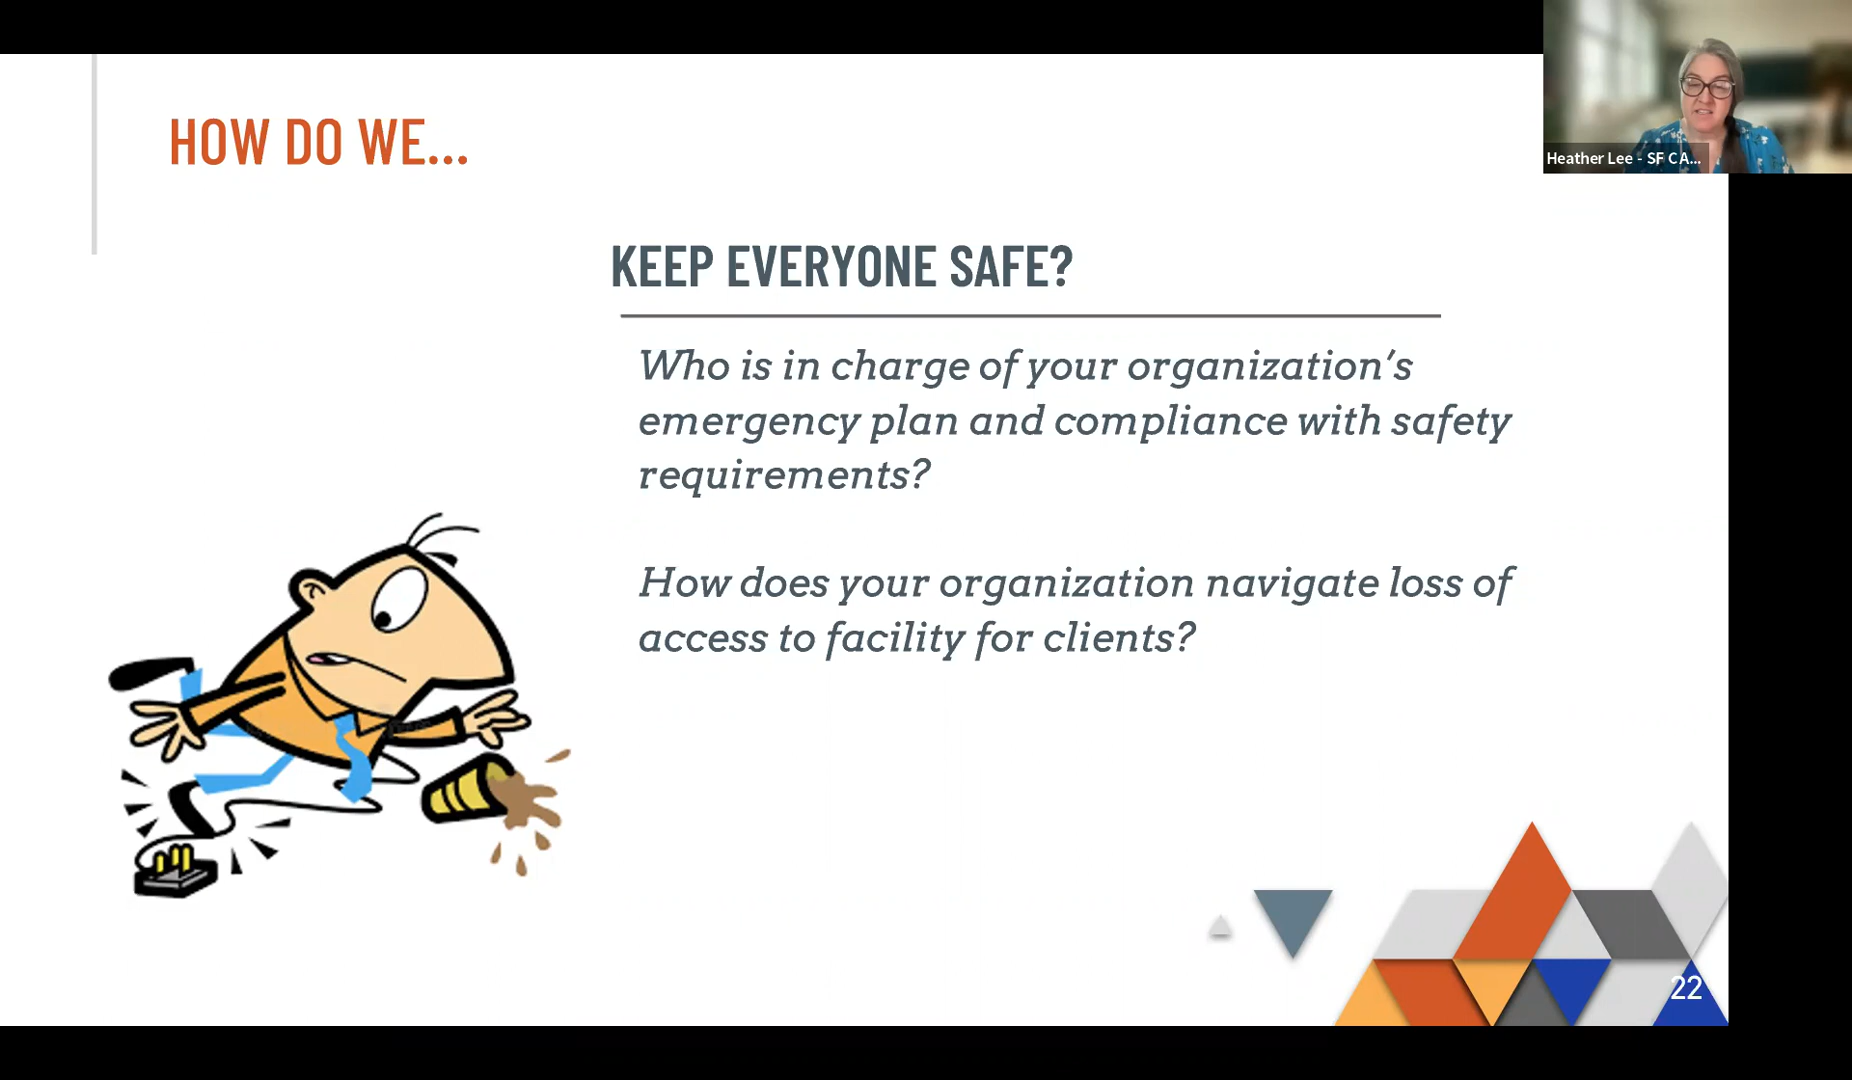 HOW DO WE...
Heather Lee - SF CA...
KEEP EVERYONE SAFE?
Who is in charge of your organization’s
emergency plan and compliance with safety
requirements?
How does your organization navigate loss of
access to facility for clients?
22